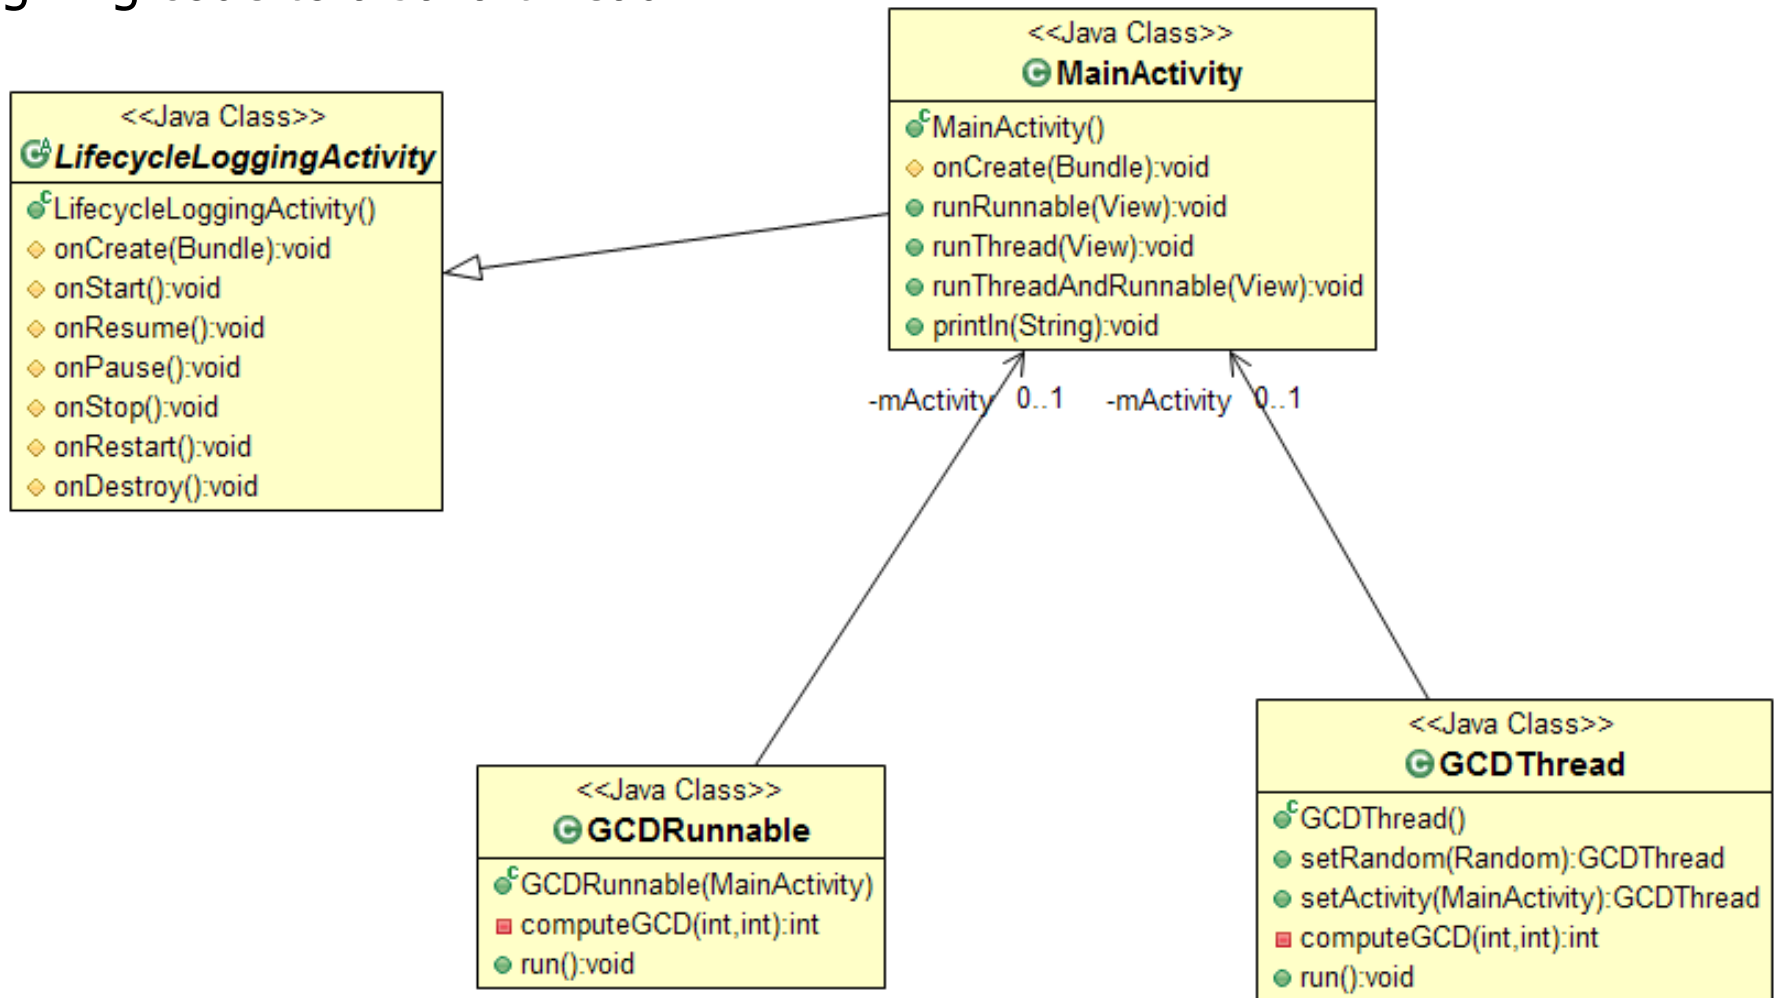 <<Java Class>>
LifecycleLoggingActivity
LifecycleLoggingActivity()
onCreate(Bundle):void
onStart():void
onResume():void
onPause():void
onStop():void
onRestart():void
onDestroy():void
<<Java Class>>
MainActivity
MainActivity()
onCreate(Bundle):void
runRunnable(View):void
runThread(View):void
runThreadAndRunnable(View):void
println(String):void
-mActivity 0..1 -mActivity 0..1
<<Java Class>>
GCDRunnable
GCDRunnable(MainActivity)
computeGCD(int,int):int
run():void
<<Java Class>>
GCDThread
GCDThread()
setRandom(Random):GCDThread
setActivity(MainActivity):GCDThread
computeGCD(int,int):int
run():void